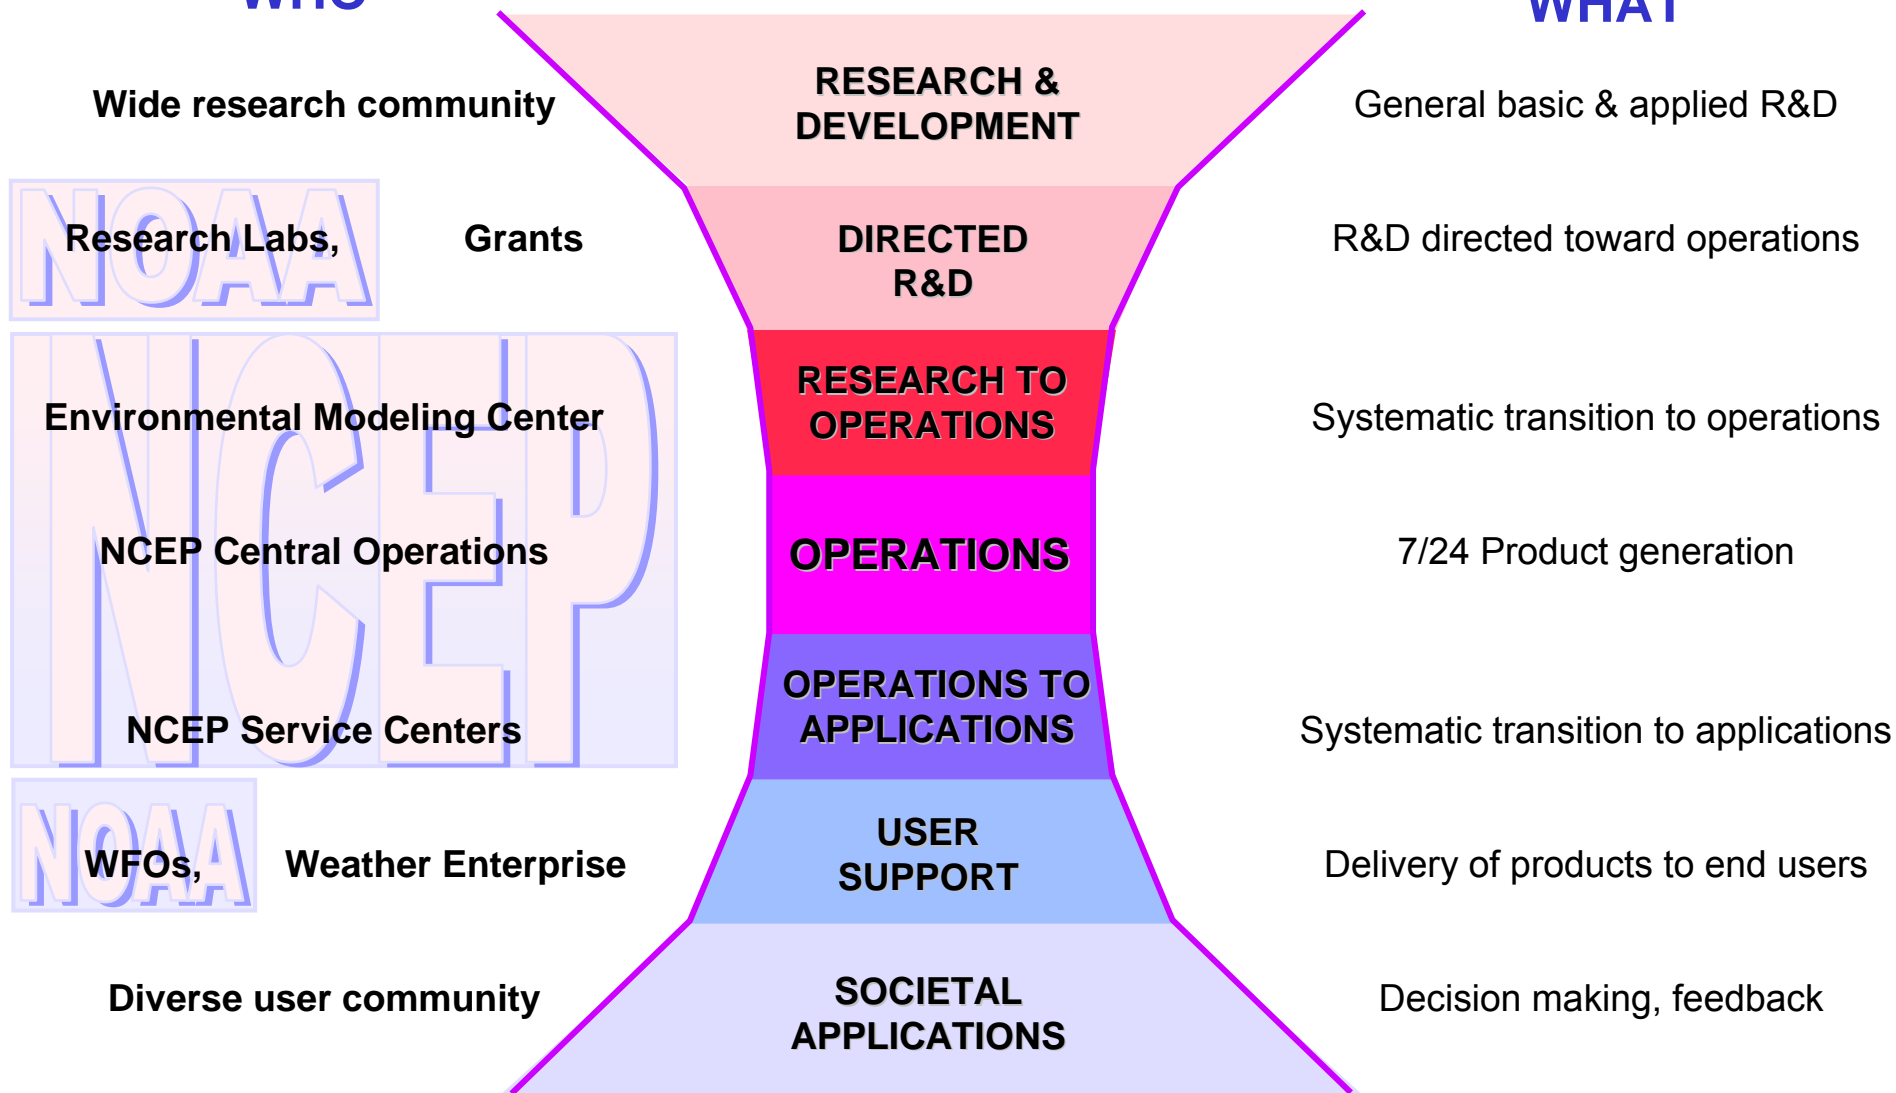 WHO
WHAT
Wide research community
RESEARCH &
DEVELOPMENT
General basic & applied R&D
NOAA
Research Labs,
Grants
DIRECTED
R&D
R&D directed toward operations
NCEP
Environmental Modeling Center
RESEARCH TO
OPERATIONS
Systematic transition to operations
NCEP Central Operations
OPERATIONS
7/24 Product generation
NCEP Service Centers
OPERATIONS TO
APPLICATIONS
Systematic transition to applications
NOAA
WFOs,
Weather Enterprise
USER
SUPPORT
Delivery of products to end users
Diverse user community
SOCIETAL
APPLICATIONS
Decision making, feedback